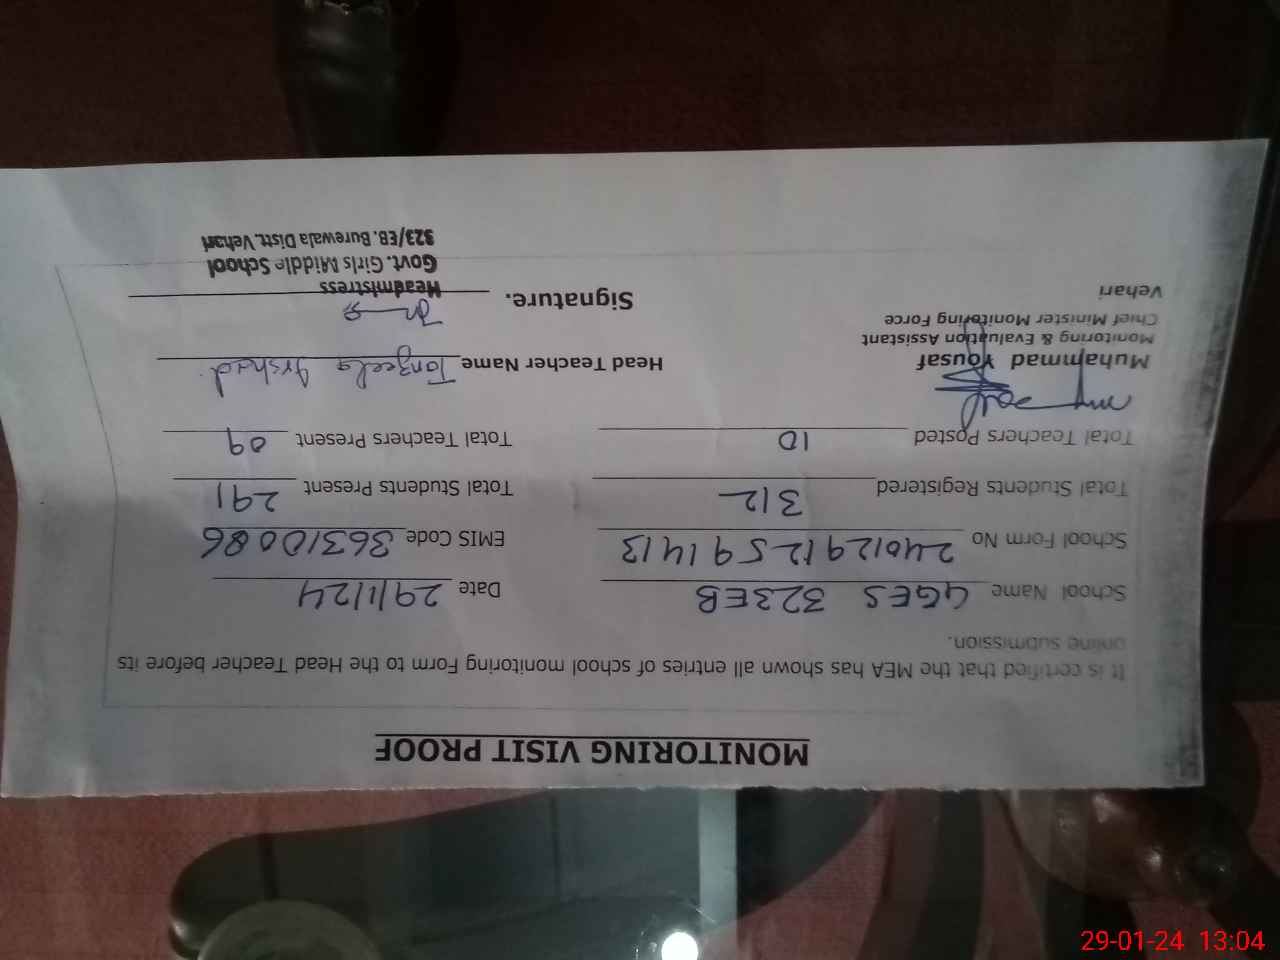 MONITORING VISIT PROOF
It is certified that the MEA has shown all entries of school monitoring Form to the Head Teacher before its
online submission.
School Name GGES 323EB Date 29/1/24
School Form No 24012912591413 EMIS Code 36310086
Total Students Registered 312 Total Students Present 291
Total Teachers Posted 10 Total Teachers Present 09
Muhammad Yousaf
Monitoring & Evaluation Assistant
Chief Minister Monitoring Force
Vehari
Head Teacher Name Tanzeela Arshad
Signature.
Headmistress
Govt. Girls Middle School
323/EB. Burewala Distt. Vehari
29-01-24 13:04